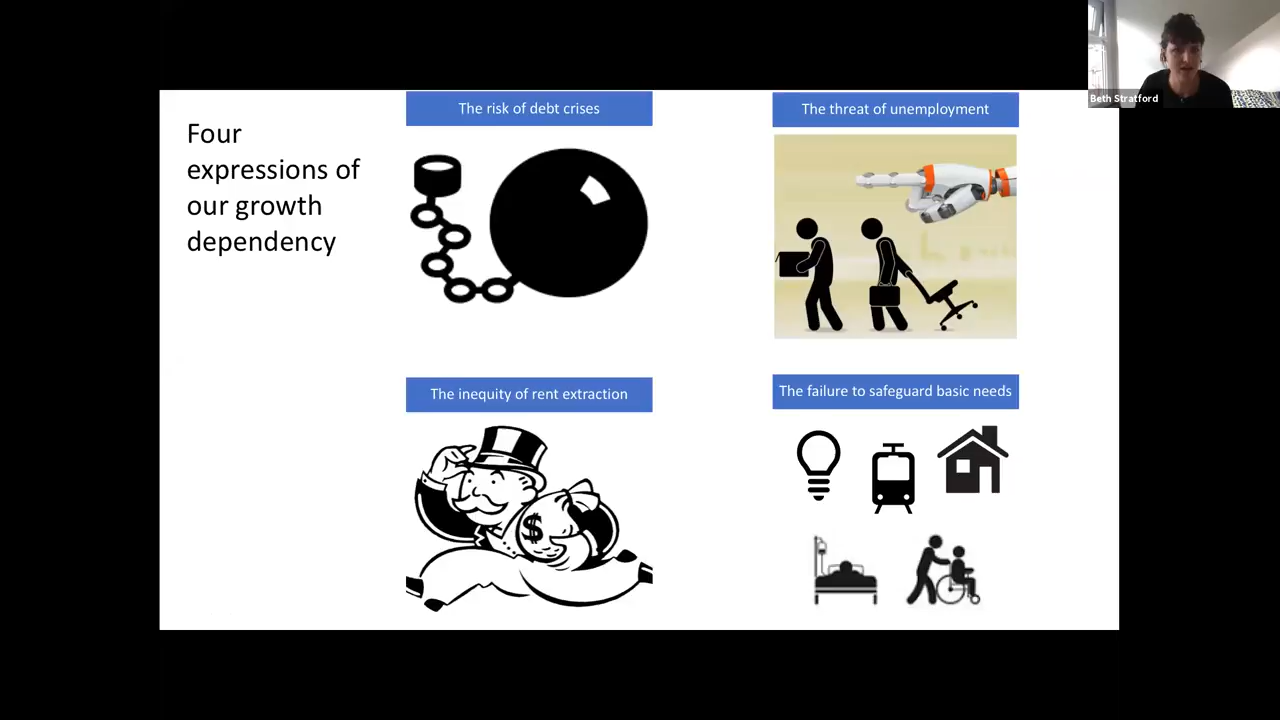 Four
expressions of
our growth
dependency
The risk of debt crises
The threat of unemployment
The inequity of rent extraction
$
The failure to safeguard basic needs
Beth Stratford